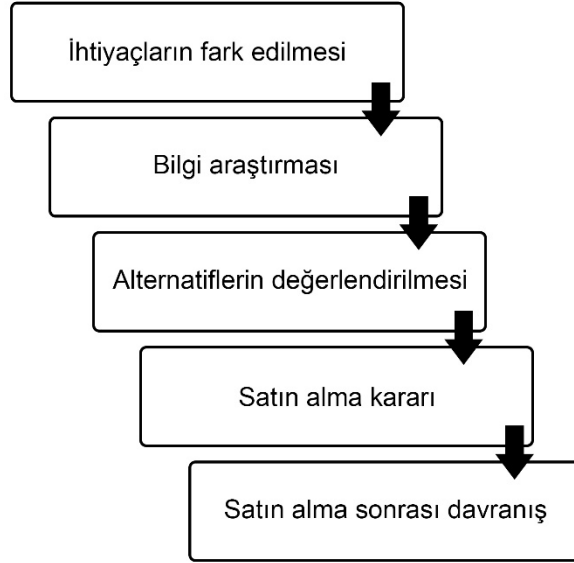 İhtiyaçların fark edilmesi
Bilgi araştırması
Alternatiflerin değerlendirilmesi
Satın alma kararı
Satın alma sonrası davranış